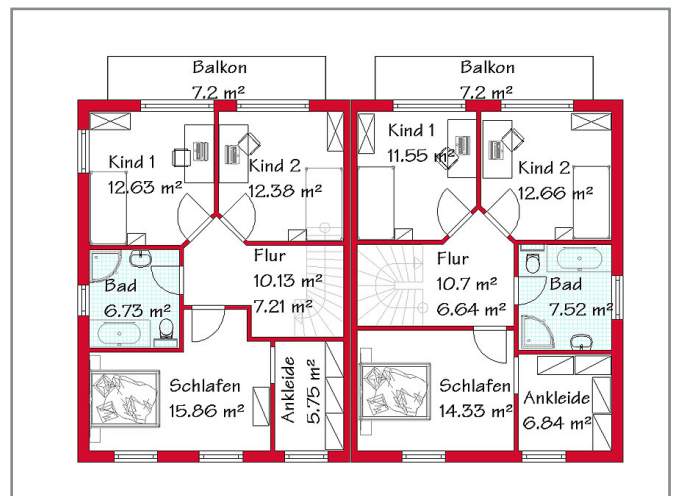 Balkon
7.2 m²
Balkon
7.2 m²
Kind 1
12.63 m²
Kind 2
12.38 m²
Kind 1
11.55 m²
Kind 2
12.66 m²
Flur
10.13 m²
7.21 m²
Bad
6.73 m²
Flur
10.7 m²
6.64 m²
Bad
7.52 m²
Schlafen
15.86 m²
Ankleide
5.75 m²
Schlafen
14.33 m²
Ankleide
6.84 m²